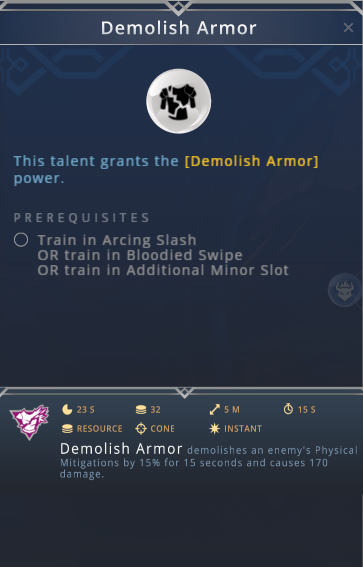 Demolish Armor
This talent grants the [Demolish Armor]
power.
PREREQUISITES
Train in Arcing Slash
OR train in Bloodied Swipe
OR train in Additional Minor Slot
23 S 32 5 M 15 S
RESOURCE CONE INSTANT
Demolish Armor demolishes an enemy's Physical
Mitigations by 15% for 15 seconds and causes 170
damage.